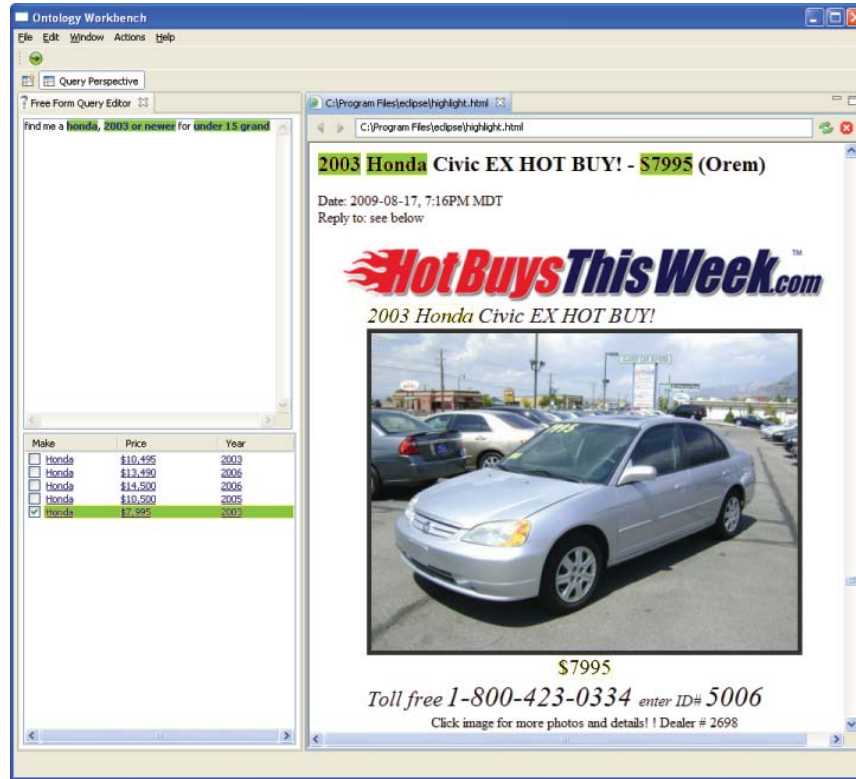 Ontology Workbench
File Edit Window Actions Help
Query Perspective
Free Form Query Editor
find me a honda, 2003 or newer for under 15 grand
Make Price Year
Honda $10,495 2003
Honda $13,490 2006
Honda $14,500 2006
Honda $10,500 2005
Honda $7,995 2003
C:\Program Files\eclipse\highlight.html
C:\Program Files\eclipse\highlight.html
2003 Honda Civic EX HOT BUY! - $7995 (Orem)
Date: 2009-08-17, 7:16PM MDT
Reply to: see below
HotBuysThisWeek.com™
2003 Honda Civic EX HOT BUY!
$7995
Toll free 1-800-423-0334 enter ID# 5006
Click image for more photos and details! ! Dealer # 2698